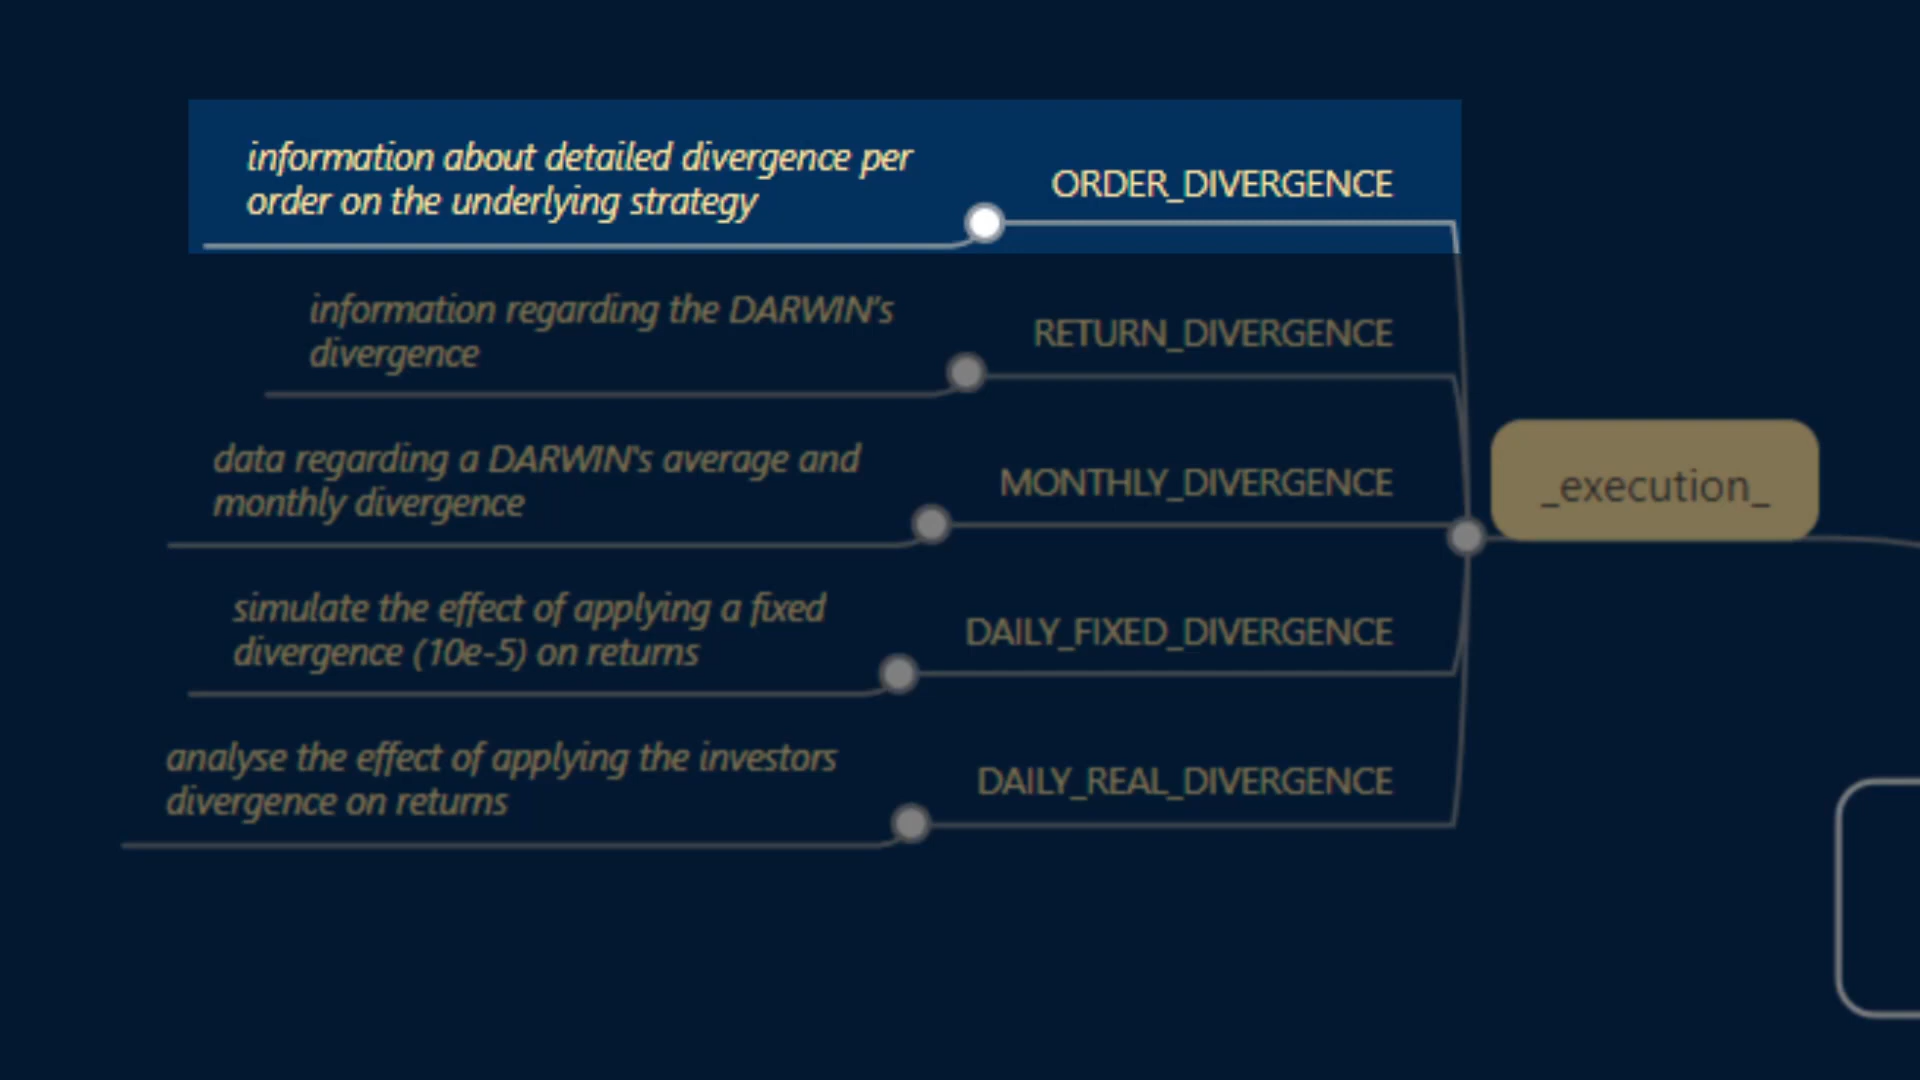 information about detailed divergence per
order on the underlying strategy
ORDER_DIVERGENCE
information regarding the DARWIN's
divergence
RETURN_DIVERGENCE
data regarding a DARWIN's average and
monthly divergence
MONTHLY_DIVERGENCE
_execution_
simulate the effect of applying a fixed
divergence (10e-5) on returns
DAILY_FIXED_DIVERGENCE
analyse the effect of applying the investors
divergence on returns
DAILY_REAL_DIVERGENCE